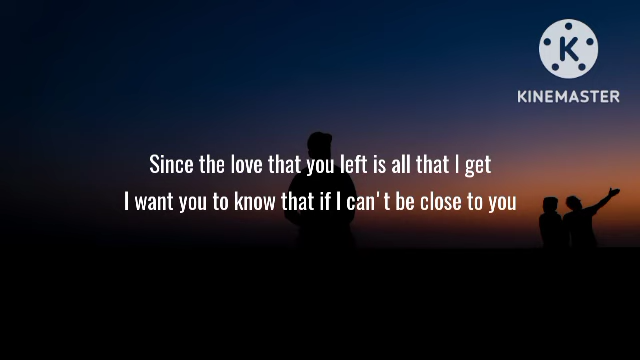 KINEMASTER
Since the love that you left is all that I get
I want you to know that if I can't be close to you